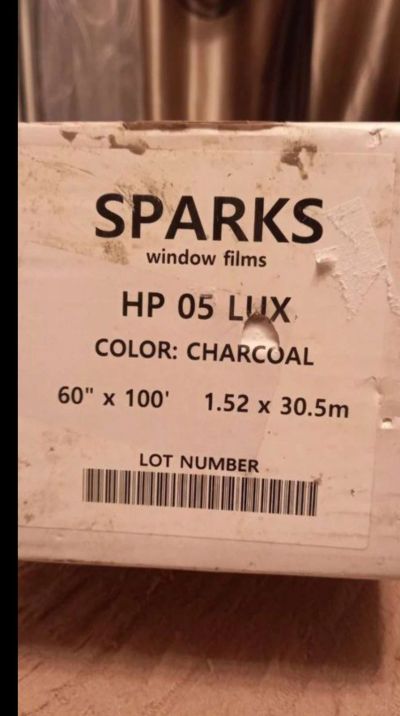 SPARKS
window films
HP 05 LUX
COLOR: CHARCOAL
60" x 100' 1.52 x 30.5m
LOT NUMBER